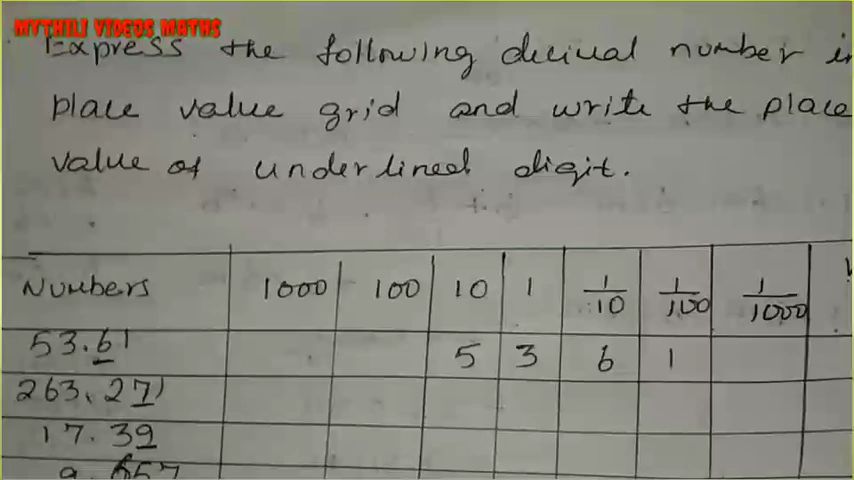 MYTHILI VIDEOS MATHS
Express the following decimal number in
place value grid and write the place
value of underlined digit.
Numbers 1000 100 10 1 1/10 1/100 1/1000
53.61 5 3 6 1
263.27
17.39